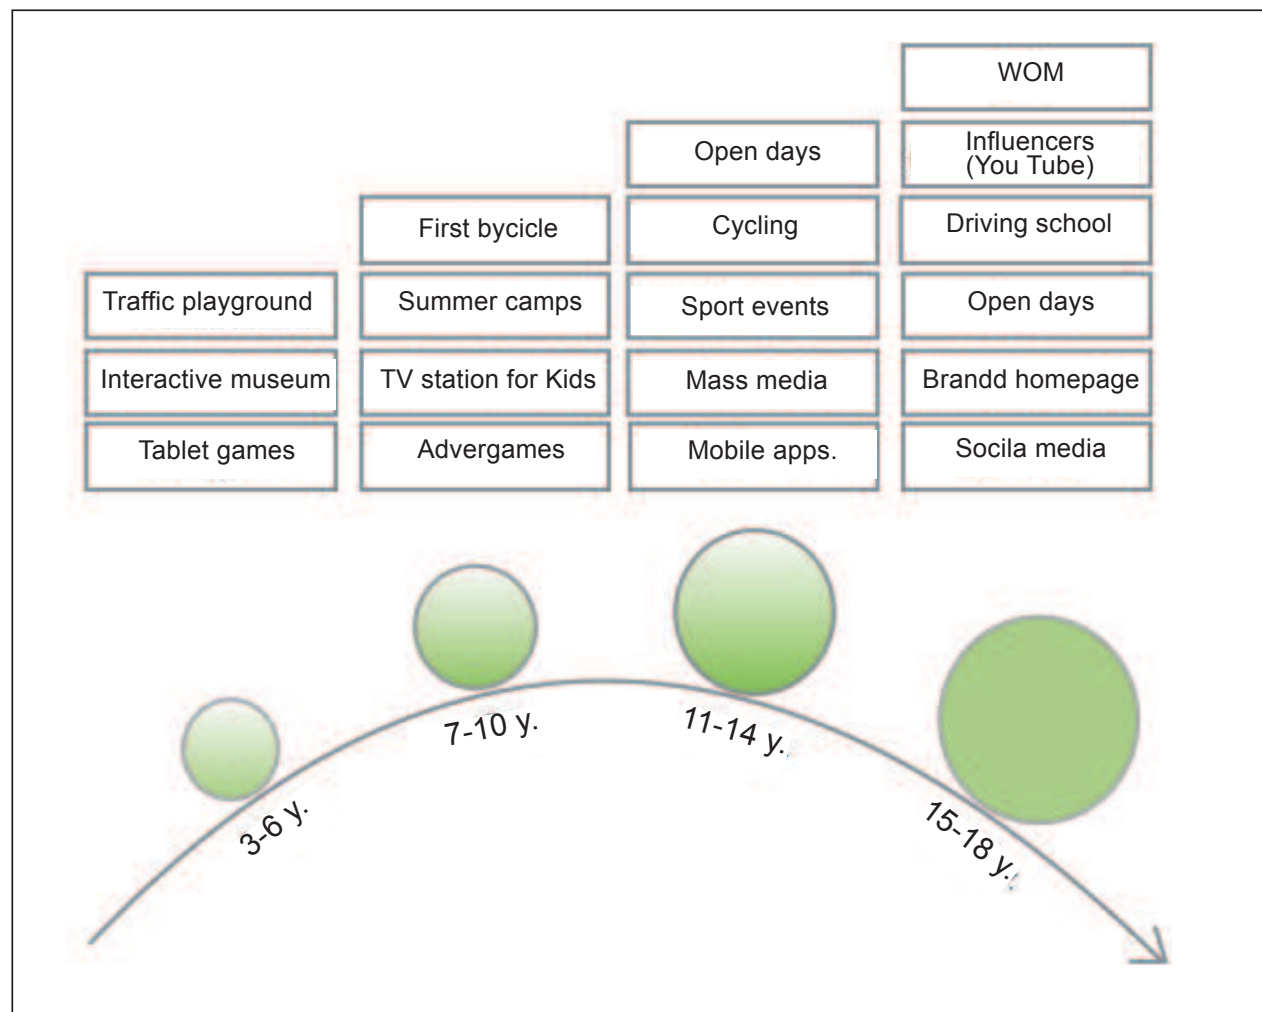 WOM
Influencers
(You Tube)
Open days
First bycicle
Cycling
Driving school
Traffic playground
Summer camps
Sport events
Open days
Interactive museum
TV station for Kids
Mass media
Brandd homepage
Tablet games
Advergames
Mobile apps.
Socila media
3-6 y.
7-10 y.
11-14 y.
15-18 y.